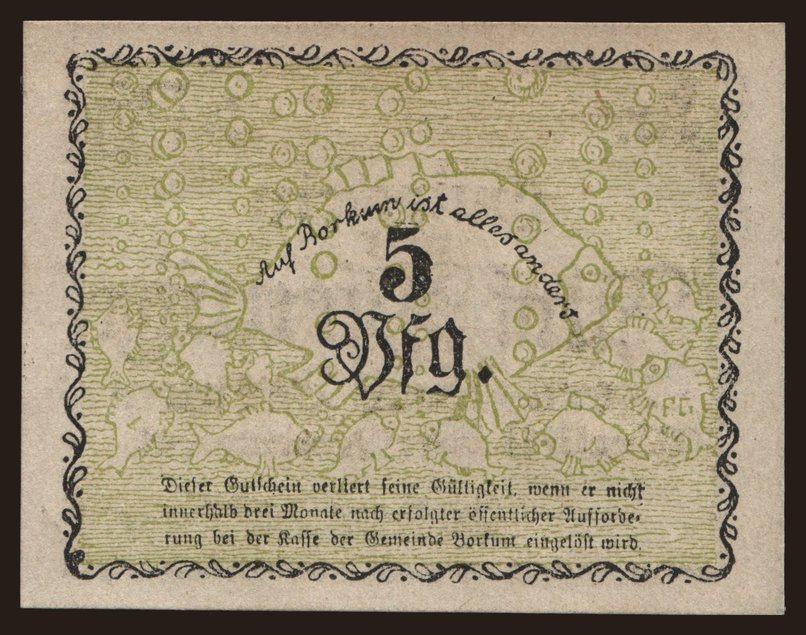 Auf Borkum ist alles anders
5
Pfg.
FG
Dieser Gutschein verliert seine Gültigkeit, wenn er nicht
innerhalb drei Monate nach erfolgter öffentlicher Aufforde-
rung bei der Kasse der Gemeinde Borkum eingelöst wird.